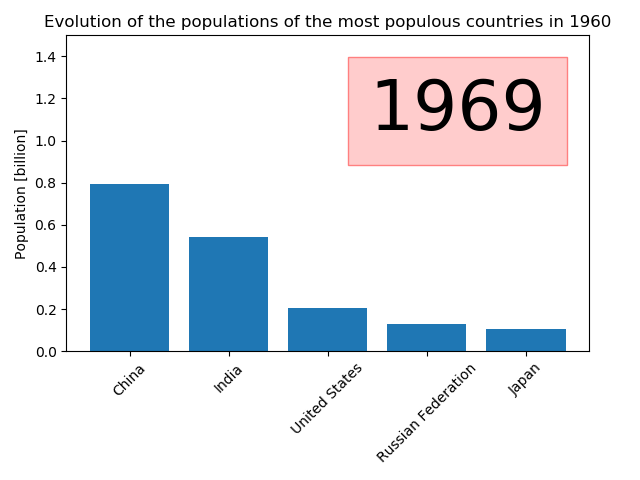 Evolution of the populations of the most populous countries in 1960
1969
Population [billion]
1.4
1.2
1.0
0.8
0.6
0.4
0.2
0.0
China
India
United States
Russian Federation
Japan